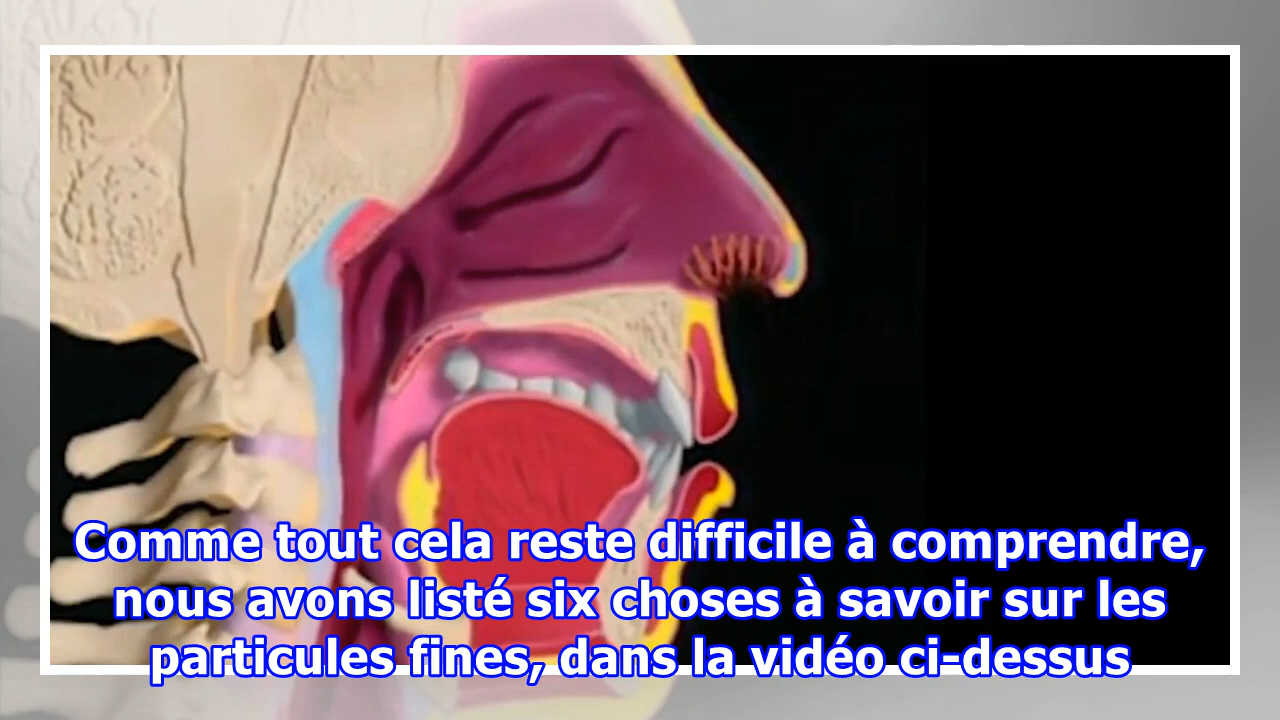 Comme tout cela reste difficile à comprendre,
nous avons listé six choses à savoir sur les
particules fines, dans la vidéo ci-dessus